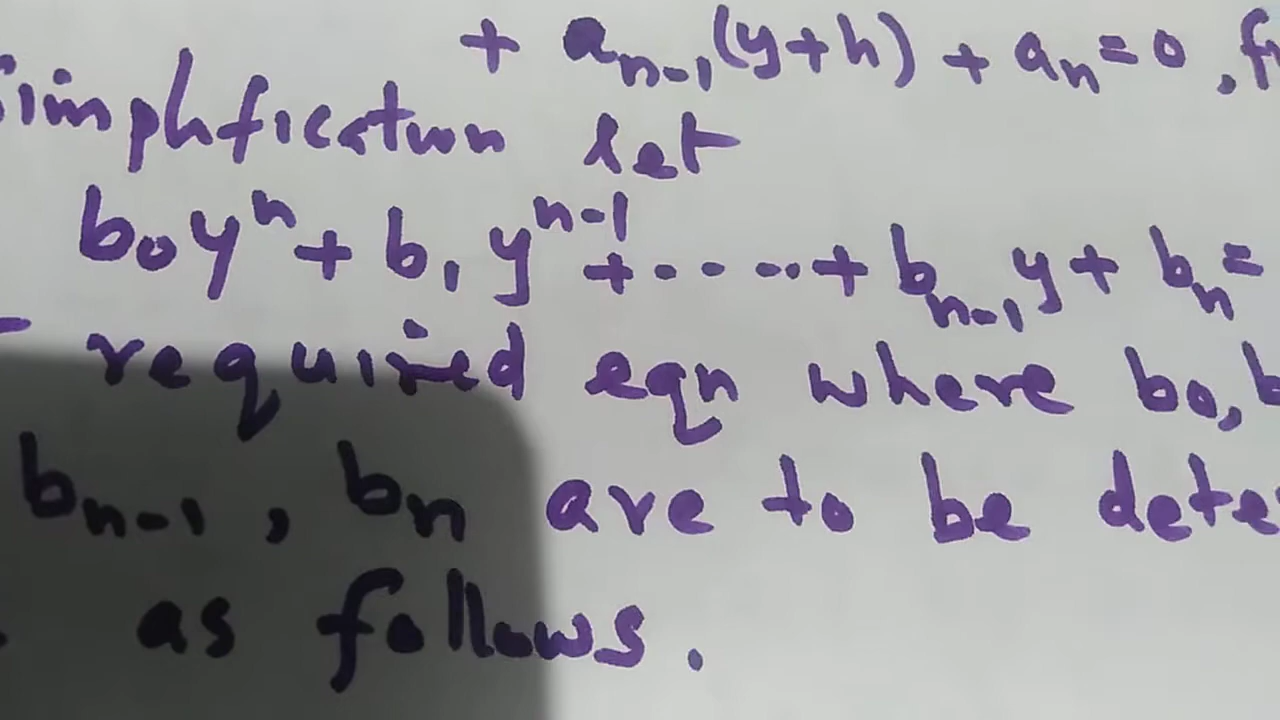 + aₙ₋₁(y+h) + aₙ=0,
Simplification let
b₀yⁿ + b₁yⁿ⁻¹ +.....+ bₙ₋₁y + bₙ=
required eqn where b₀,
bₙ₋₁, bₙ are to be
as follows.